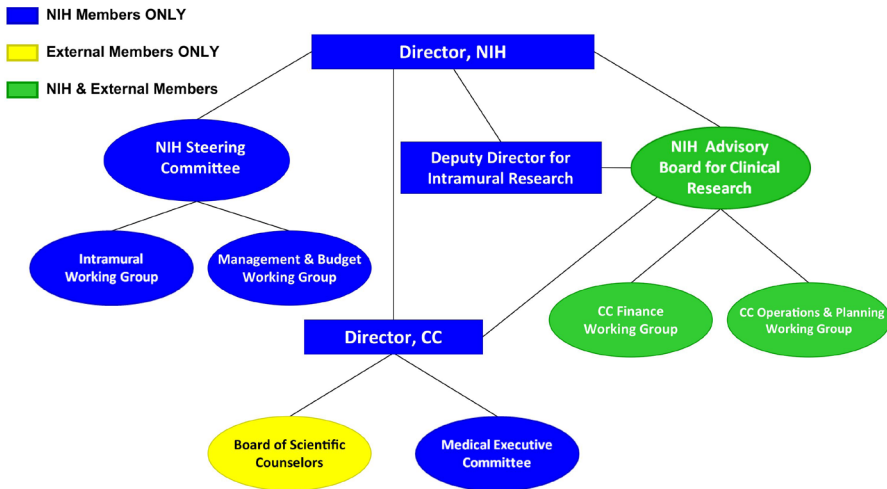 NIH Members ONLY
External Members ONLY
NIH & External Members
Director, NIH
NIH Steering
Committee
Deputy Director for
Intramural Research
NIH Advisory
Board for Clinical
Research
Intramural
Working Group
Management & Budget
Working Group
CC Finance
Working Group
CC Operations & Planning
Working Group
Director, CC
Board of Scientific
Counselors
Medical Executive
Committee